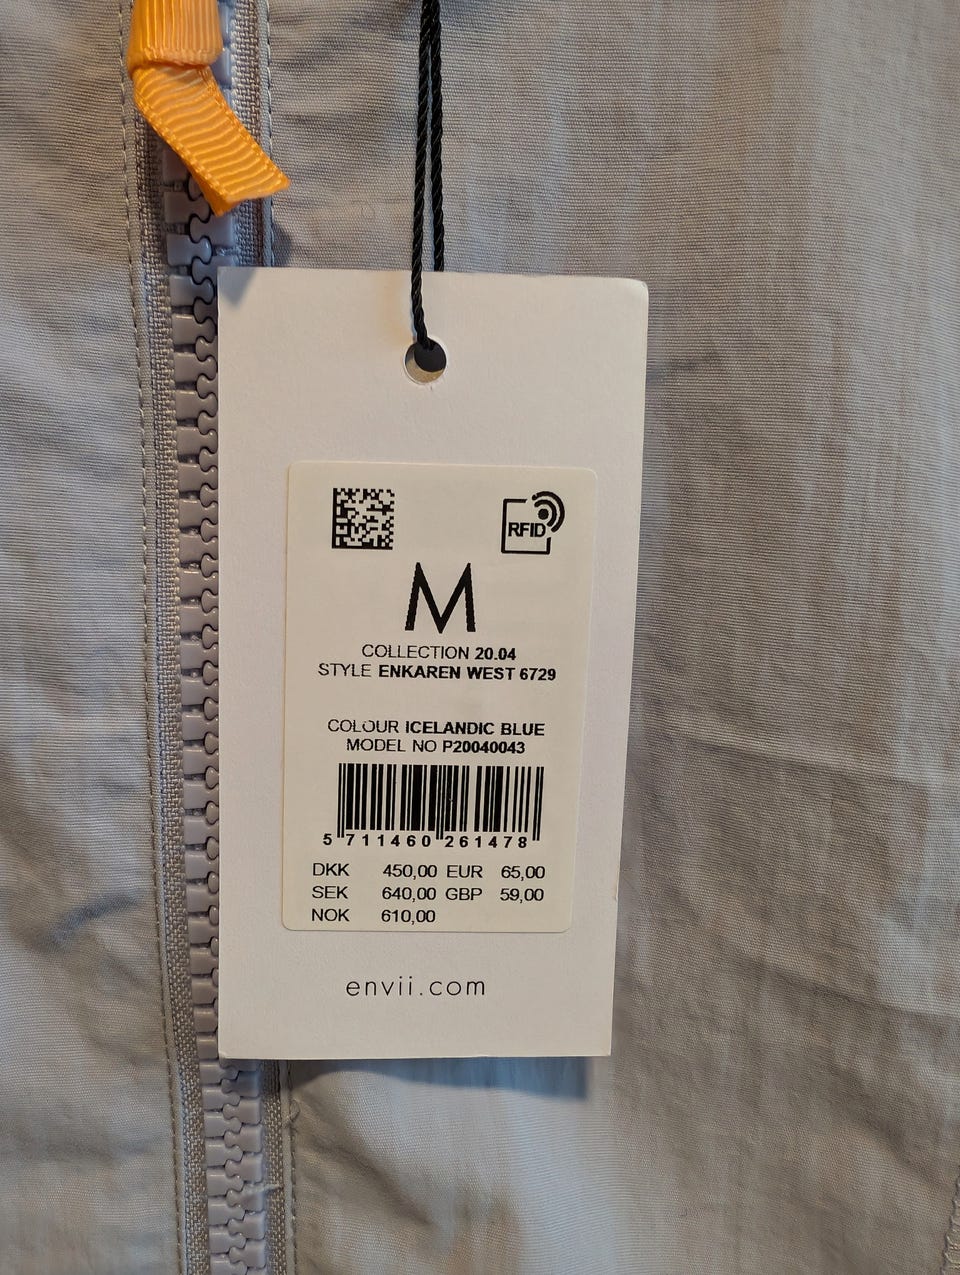 RFID
M
COLLECTION 20.04
STYLE ENKAREN WEST 6729
COLOUR ICELANDIC BLUE
MODEL NO P20040043
5 711460 261478
DKK 450,00 EUR 65,00
SEK 640,00 GBP 59,00
NOK 610,00
envii.com